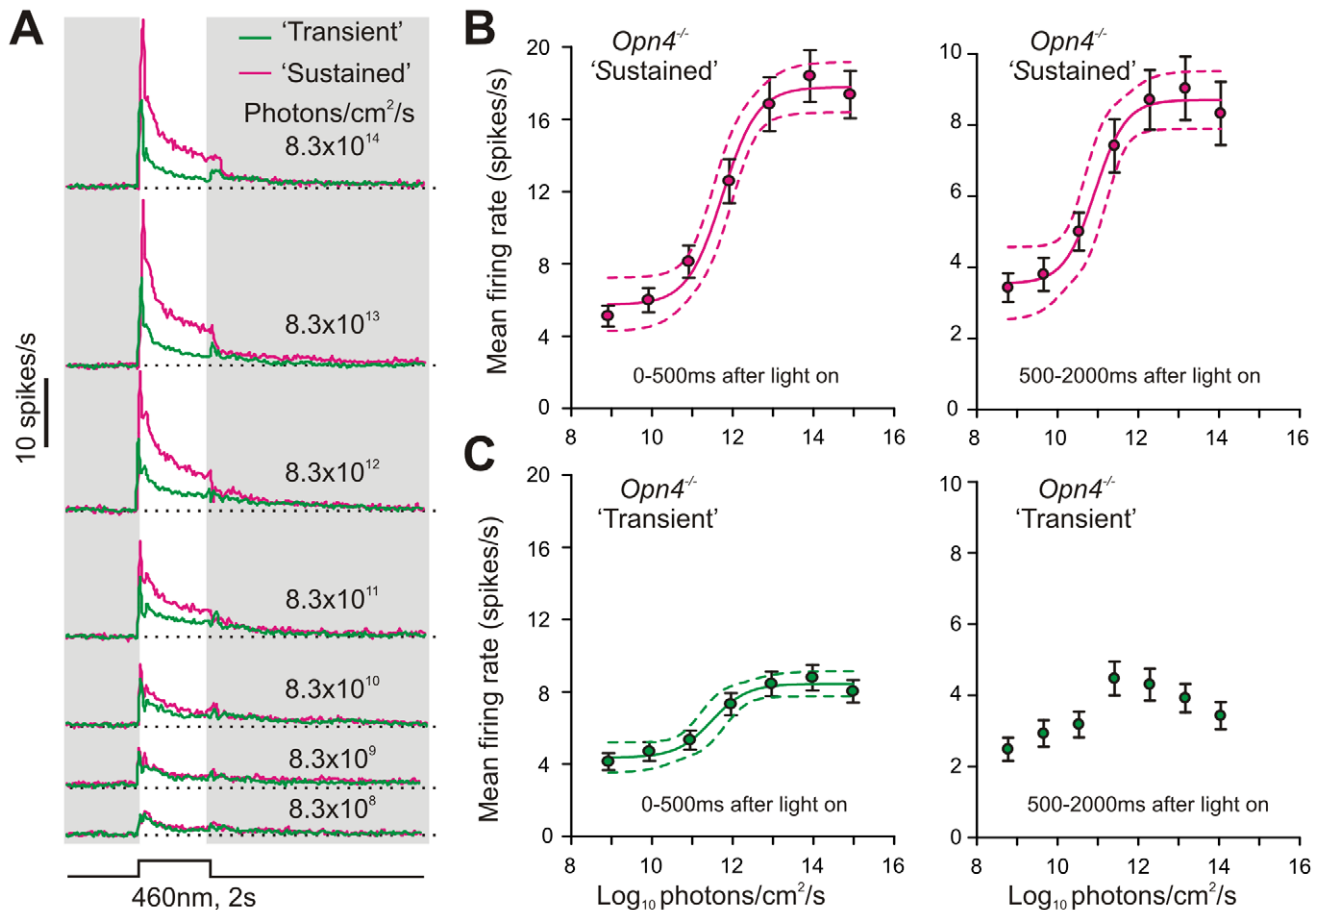 A
‘Transient’
‘Sustained’
Photons/cm²/s
8.3x10¹⁴
8.3x10¹³
8.3x10¹²
8.3x10¹¹
8.3x10¹⁰
8.3x10⁹
8.3x10⁸
10 spikes/s
460nm, 2s
B
Opn4⁻/⁻
‘Sustained’
Mean firing rate (spikes/s)
20
16
12
8
4
0
0-500ms after light on
8 10 12 14 16
Opn4⁻/⁻
‘Sustained’
10
8
6
4
2
0
500-2000ms after light on
8 10 12 14 16
C
Opn4⁻/⁻
‘Transient’
Mean firing rate (spikes/s)
20
16
12
8
4
0
0-500ms after light on
8 10 12 14 16
Log₁₀ photons/cm²/s
Opn4⁻/⁻
‘Transient’
10
8
6
4
2
0
500-2000ms after light on
8 10 12 14 16
Log₁₀ photons/cm²/s